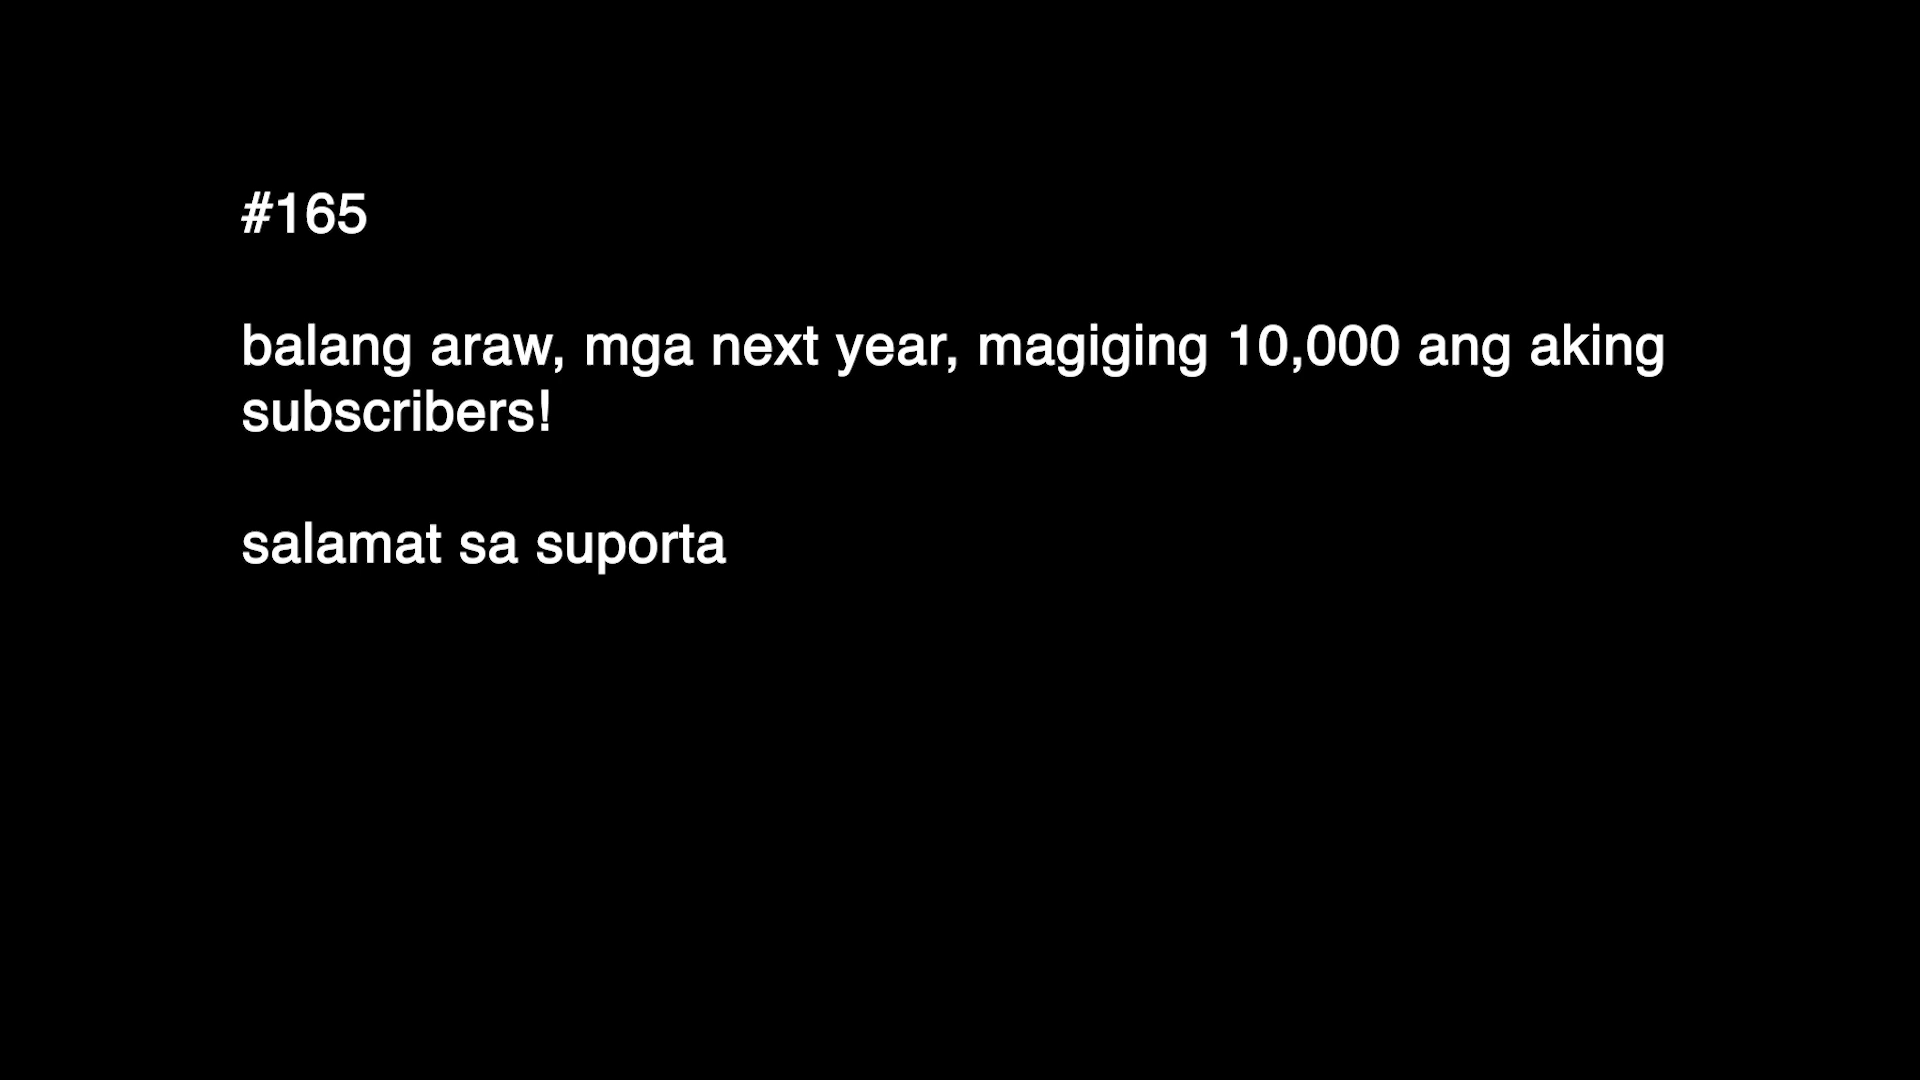 #165
balang araw, mga next year, magiging 10,000 ang aking
subscribers!
salamat sa suporta